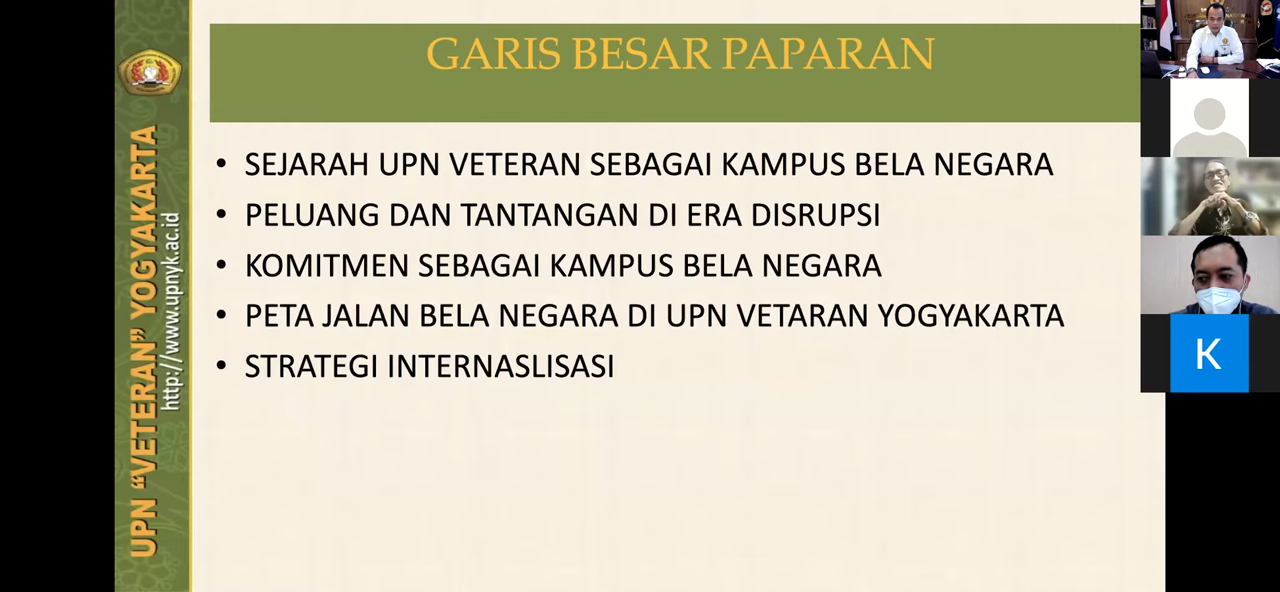 GARIS BESAR PAPARAN
• SEJARAH UPN VETERAN SEBAGAI KAMPUS BELA NEGARA
• PELUANG DAN TANTANGAN DI ERA DISRUPSI
• KOMITMEN SEBAGAI KAMPUS BELA NEGARA
• PETA JALAN BELA NEGARA DI UPN VETARAN YOGYAKARTA
• STRATEGI INTERNASLISASI
UPN “VETERAN” YOGYAKARTA
http://www.upnyk.ac.id
K